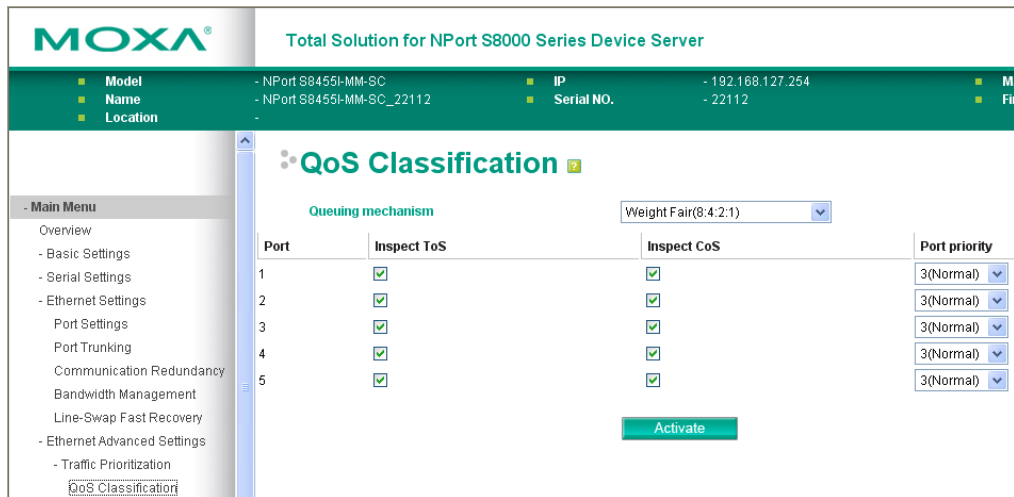 MOXA®
Total Solution for NPort S8000 Series Device Server
Model - NPort S8455I-MM-SC IP - 192.168.127.254
Name - NPort S8455I-MM-SC_22112 Serial NO. - 22112
Location -
- Main Menu
Overview
- Basic Settings
- Serial Settings
- Ethernet Settings
Port Settings
Port Trunking
Communication Redundancy
Bandwidth Management
Line-Swap Fast Recovery
- Ethernet Advanced Settings
- Traffic Prioritization
QoS Classification
QoS Classification ?
Queuing mechanism Weight Fair(8:4:2:1)
Port Inspect ToS Inspect CoS Port priority
1 3(Normal)
2 3(Normal)
3 3(Normal)
4 3(Normal)
5 3(Normal)
Activate